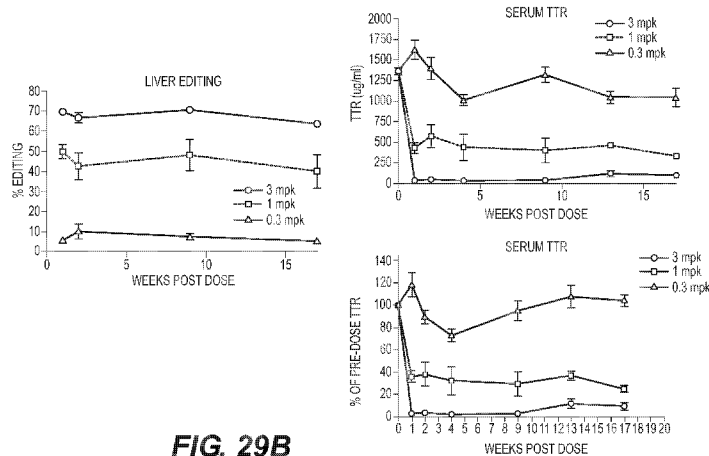 LIVER EDITING
% EDITING
80
70
60
50
40
30
20
10
0
0 5 10 15
WEEKS POST DOSE
3 mpk
1 mpk
0.3 mpk
SERUM TTR
TTR (ug/ml)
2000
1750
1500
1250
1000
750
500
250
0
0 5 10 15
WEEKS POST DOSE
3 mpk
1 mpk
0.3 mpk
SERUM TTR
% OF PRE-DOSE TTR
140
120
100
80
60
40
20
0
0 1 2 3 4 5 6 7 8 9 10 11 12 13 14 15 16 17 18 19 20
WEEKS POST DOSE
3 mpk
1 mpk
0.3 mpk
FIG. 29B